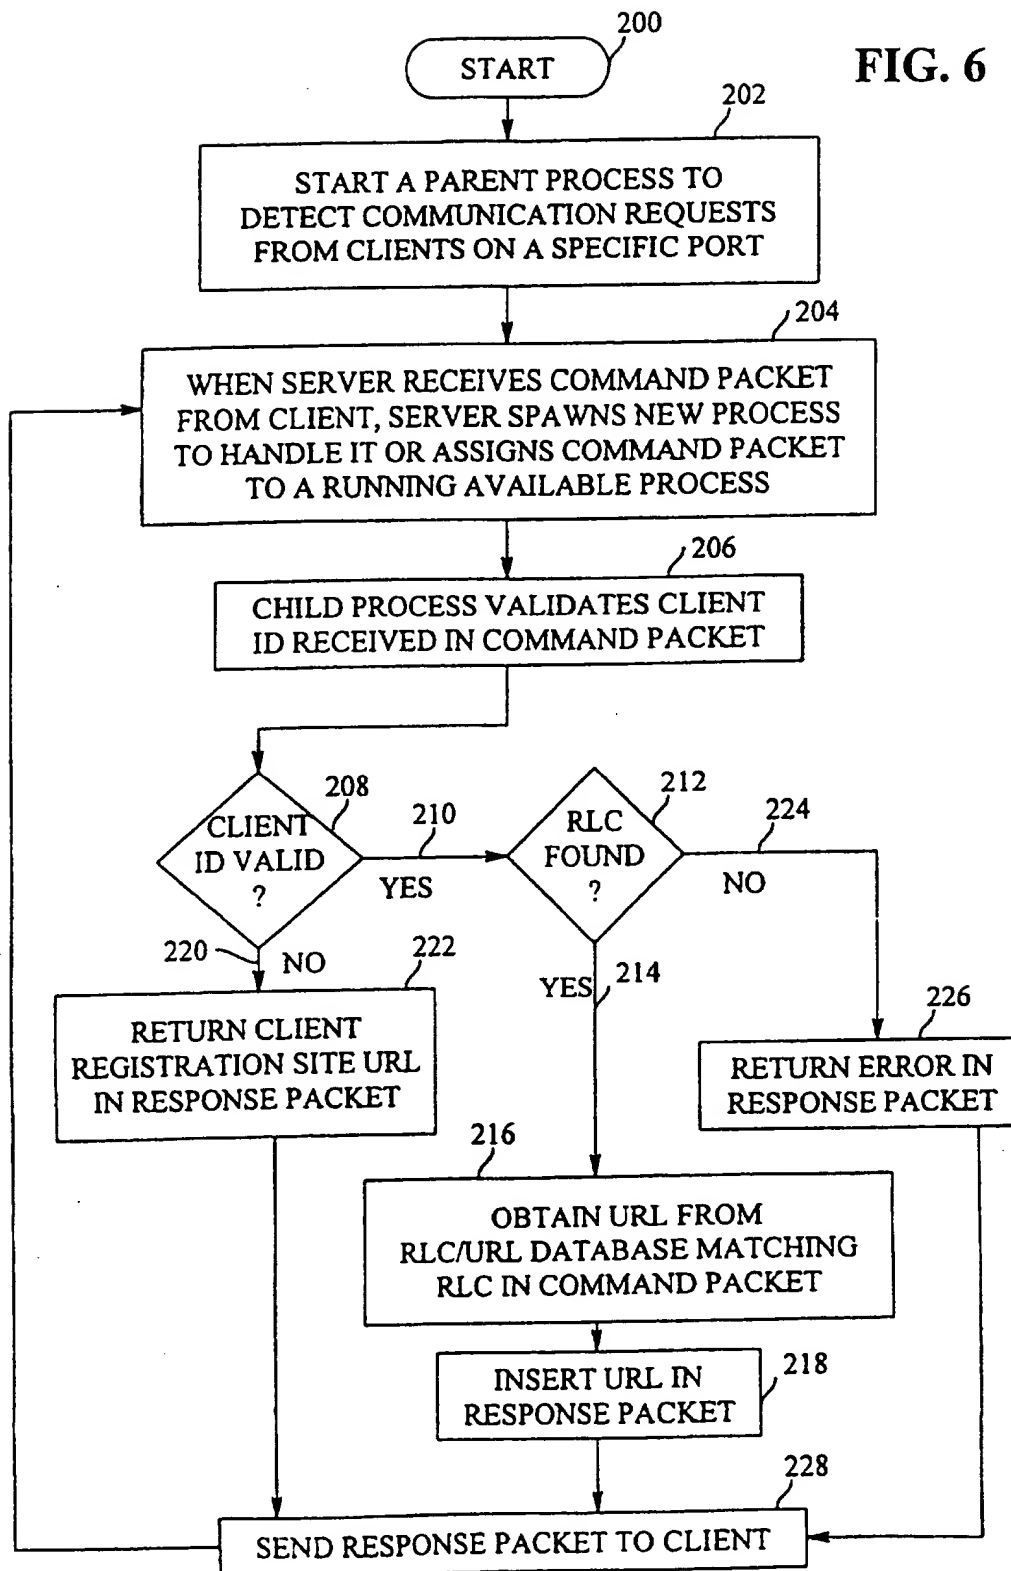 FIG. 6
200
START
202
START A PARENT PROCESS TO
DETECT COMMUNICATION REQUESTS
FROM CLIENTS ON A SPECIFIC PORT
204
WHEN SERVER RECEIVES COMMAND PACKET
FROM CLIENT, SERVER SPAWNS NEW PROCESS
TO HANDLE IT OR ASSIGNS COMMAND PACKET
TO A RUNNING AVAILABLE PROCESS
206
CHILD PROCESS VALIDATES CLIENT
ID RECEIVED IN COMMAND PACKET
208
CLIENT
ID VALID
?
210
YES
212
RLC
FOUND
?
224
NO
220
NO
222
RETURN CLIENT
REGISTRATION SITE URL
IN RESPONSE PACKET
YES
214
226
RETURN ERROR IN
RESPONSE PACKET
216
OBTAIN URL FROM
RLC/URL DATABASE MATCHING
RLC IN COMMAND PACKET
218
INSERT URL IN
RESPONSE PACKET
228
SEND RESPONSE PACKET TO CLIENT